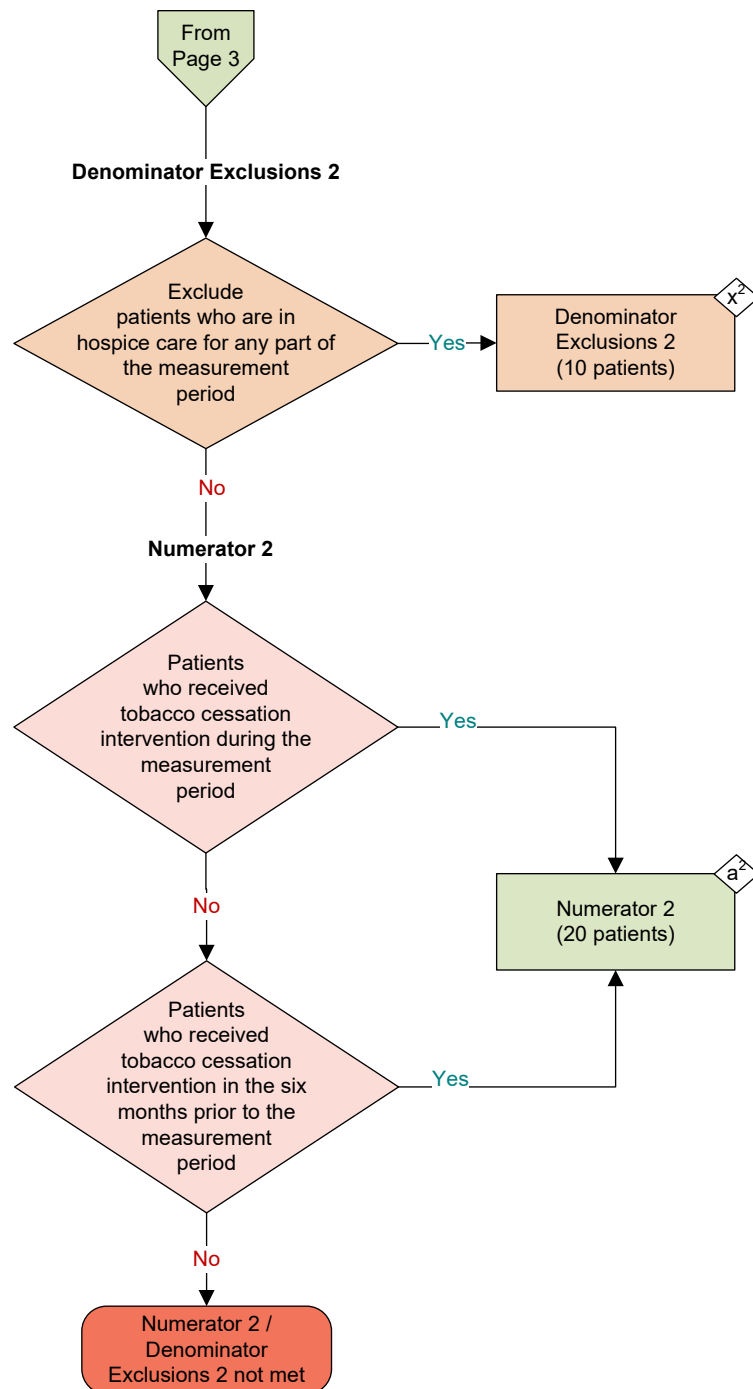 From
Page 3
Denominator Exclusions 2
Exclude
patients who are in
hospice care for any part of
the measurement
period
Yes
x²
Denominator
Exclusions 2
(10 patients)
No
Numerator 2
Patients
who received
tobacco cessation
intervention during the
measurement
period
Yes
a²
Numerator 2
(20 patients)
No
Patients
who received
tobacco cessation
intervention in the six
months prior to the
measurement
period
Yes
No
Numerator 2 /
Denominator
Exclusions 2 not met